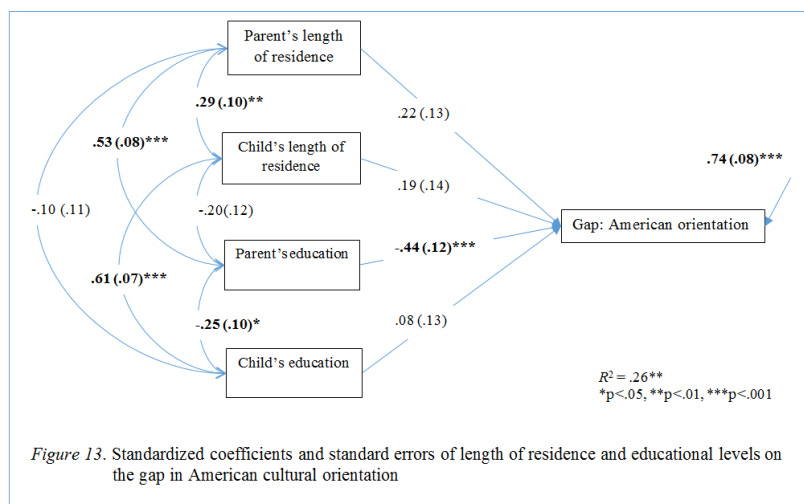 Parent's length
of residence
.29 (.10)**
.22 (.13)
.53 (.08)***
Child's length of
residence
.74 (.08)***
.19 (.14)
-.10 (.11)
-.20(.12)
Gap: American orientation
Parent's education
-.44 (.12)***
.61 (.07)***
-.25 (.10)*
.08 (.13)
Child's education
R² = .26**
*p<.05, **p<.01, ***p<.001
Figure 13. Standardized coefficients and standard errors of length of residence and educational levels on
the gap in American cultural orientation